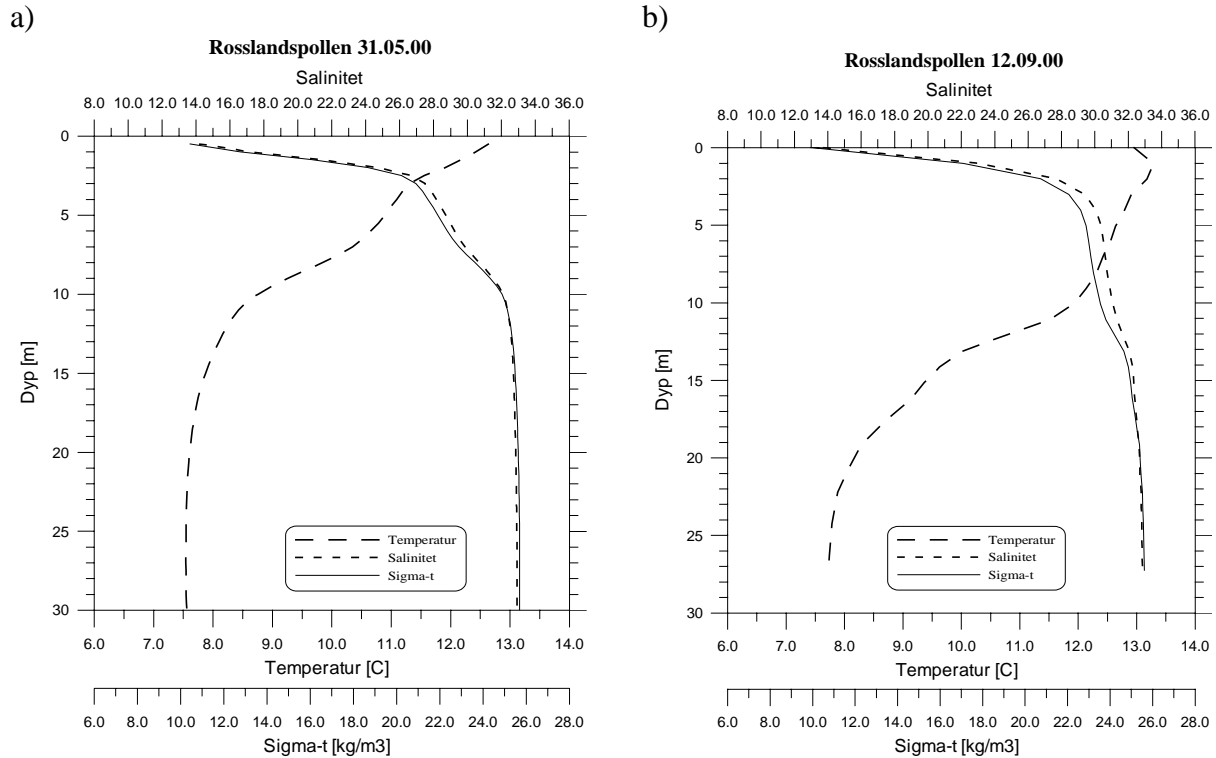 a)
Rosslandspollen 31.05.00
Salinitet
8.0 10.0 12.0 14.0 16.0 18.0 20.0 22.0 24.0 26.0 28.0 30.0 32.0 34.0 36.0
0
5
10
15
20
25
30
Dyp [m]
Temperatur
Salinitet
Sigma-t
6.0 7.0 8.0 9.0 10.0 11.0 12.0 13.0 14.0
Temperatur [C]
6.0 8.0 10.0 12.0 14.0 16.0 18.0 20.0 22.0 24.0 26.0 28.0
Sigma-t [kg/m3]
b)
Rosslandspollen 12.09.00
Salinitet
8.0 10.0 12.0 14.0 16.0 18.0 20.0 22.0 24.0 26.0 28.0 30.0 32.0 34.0 36.0
0
5
10
15
20
25
30
Dyp [m]
Temperatur
Salinitet
Sigma-t
6.0 7.0 8.0 9.0 10.0 11.0 12.0 13.0 14.0
Temperatur [C]
6.0 8.0 10.0 12.0 14.0 16.0 18.0 20.0 22.0 24.0 26.0 28.0
Sigma-t [kg/m3]